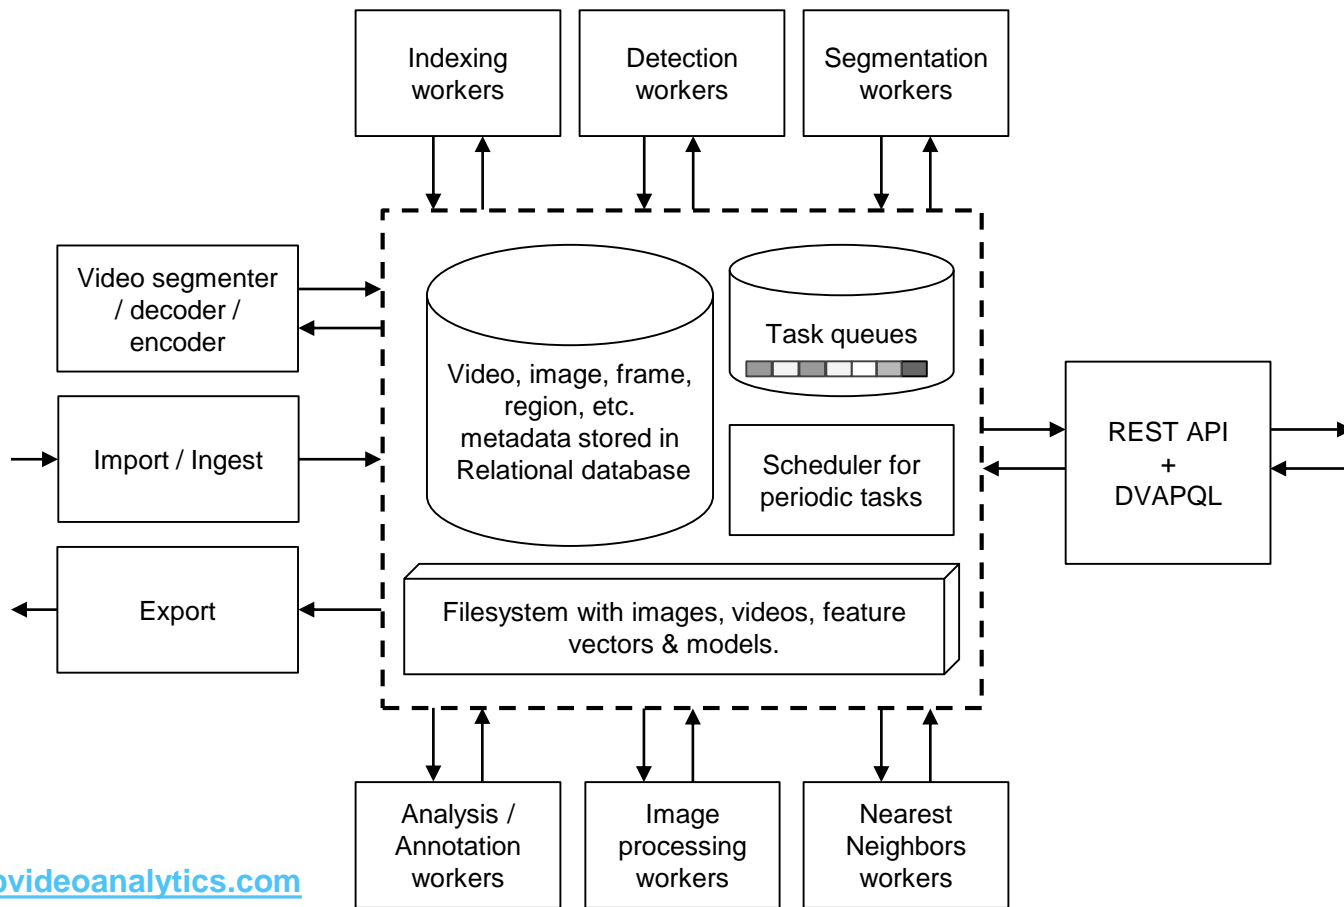 Indexing
workers
Detection
workers
Segmentation
workers
Video segmenter
/ decoder /
encoder
Import / Ingest
Export
Video, image, frame,
region, etc.
metadata stored in
Relational database
Task queues
Scheduler for
periodic tasks
Filesystem with images, videos, feature
vectors & models.
REST API
+
DVAPQL
Analysis /
Annotation
workers
Image
processing
workers
Nearest
Neighbors
workers
pvideoanalytics.com